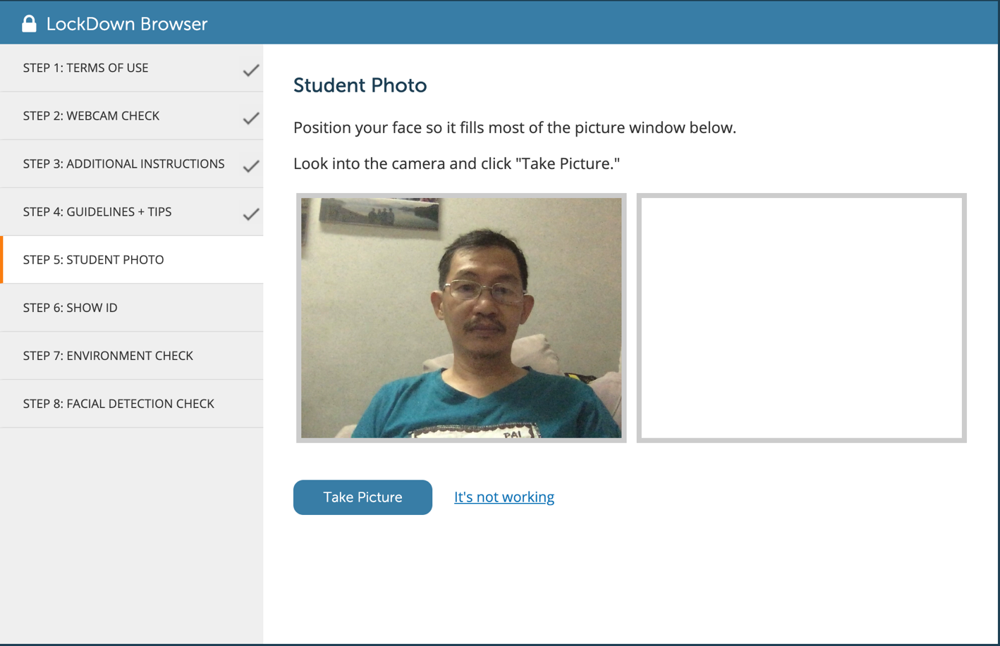 LockDown Browser
STEP 1: TERMS OF USE
STEP 2: WEBCAM CHECK
STEP 3: ADDITIONAL INSTRUCTIONS
STEP 4: GUIDELINES + TIPS
STEP 5: STUDENT PHOTO
STEP 6: SHOW ID
STEP 7: ENVIRONMENT CHECK
STEP 8: FACIAL DETECTION CHECK
Student Photo
Position your face so it fills most of the picture window below.
Look into the camera and click "Take Picture."
PAI
Take Picture
It's not working